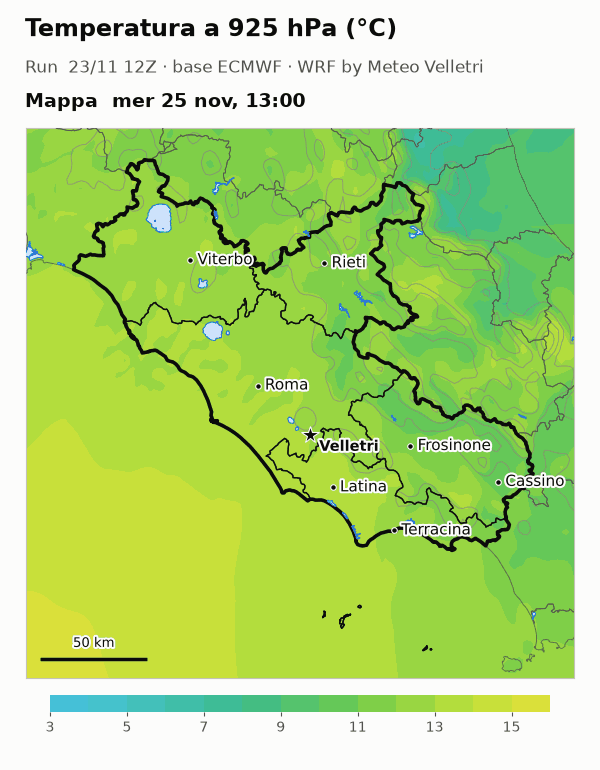 Temperatura a 925 hPa (°C)
Run  23/11 12Z · base ECMWF · WRF by Meteo Velletri
Mappa  mer 25 nov, 13:00
Viterbo
Rieti
Roma
Velletri
Frosinone
Cassino
Latina
Terracina
50 km
3 5 7 9 11 13 15